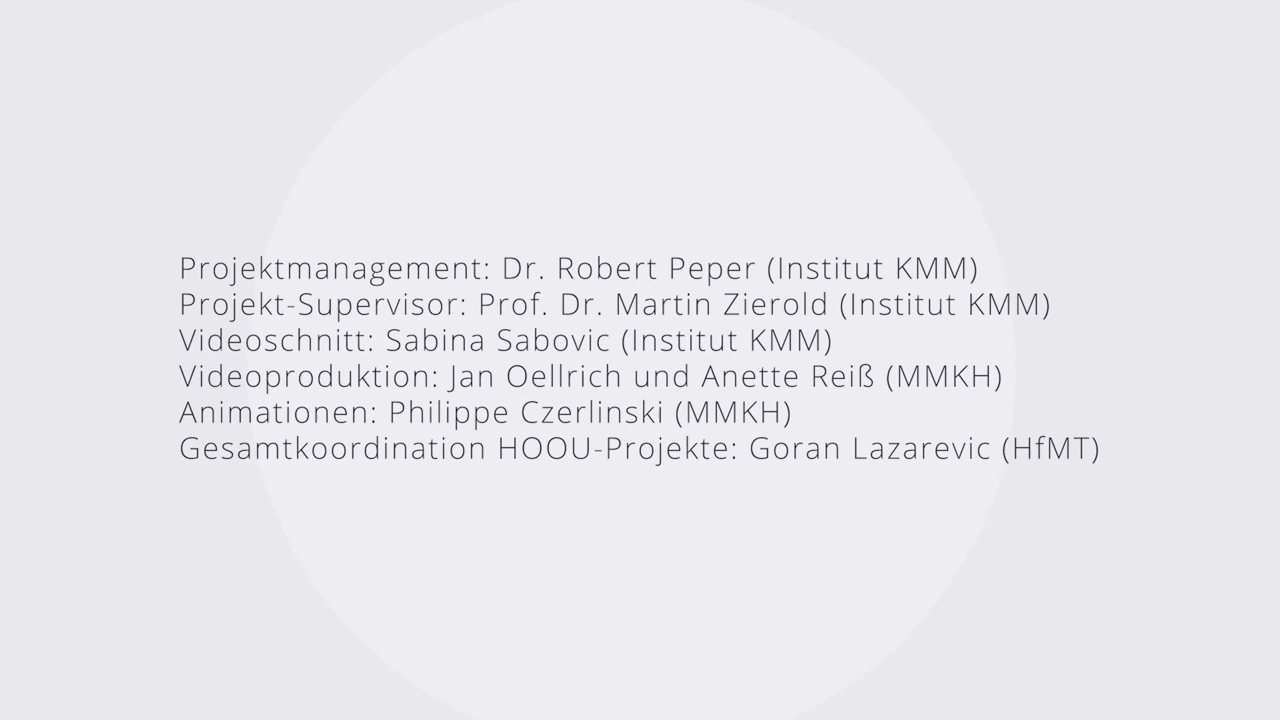 Projektmanagement: Dr. Robert Peper (Institut KMM)
Projekt-Supervisor: Prof. Dr. Martin Zierold (Institut KMM)
Videoschnitt: Sabina Sabovic (Institut KMM)
Videoproduktion: Jan Oellrich und Anette Reiß (MMKH)
Animationen: Philippe Czerlinski (MMKH)
Gesamtkoordination HOOU-Projekte: Goran Lazarevic (HfMT)